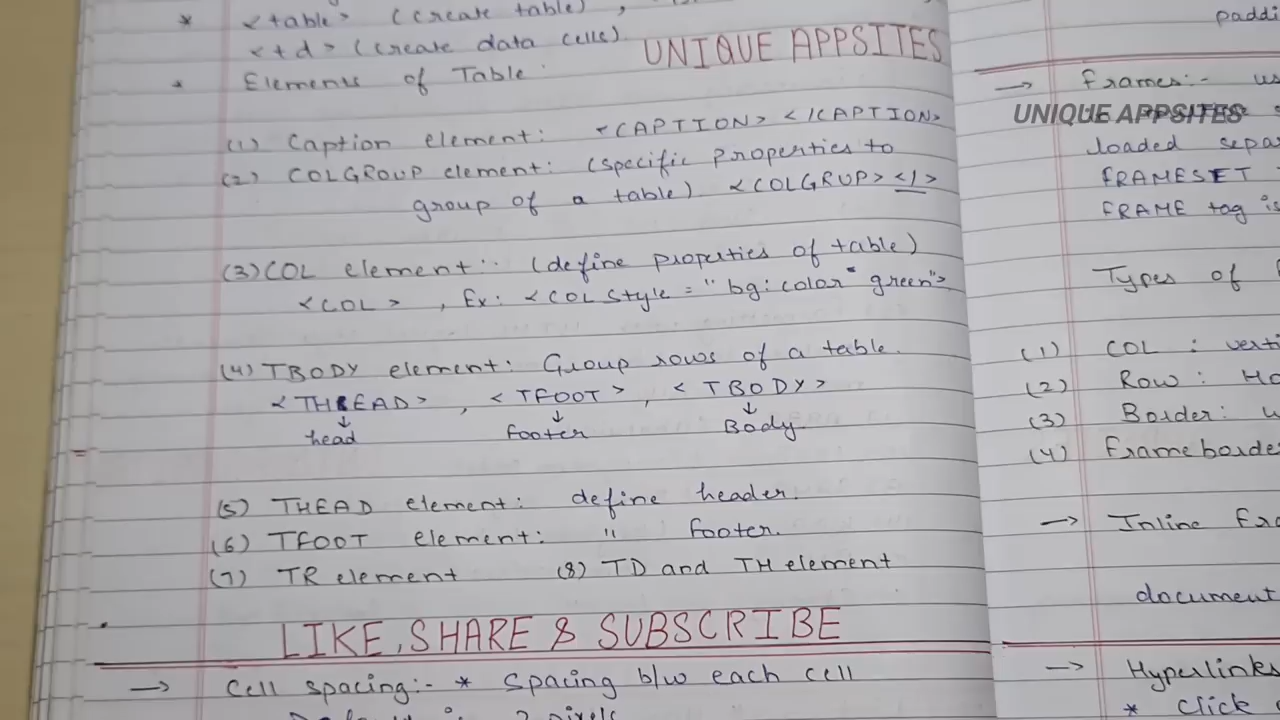 * <table> (create table),
<td> (create data cells)
UNIQUE APPSITES
* Elements of Table
(1) Caption element: <CAPTION> </CAPTION>
(2) COLGROUP element: (specific properties to
group of a table) <COLGRUP> </>
(3) COL element: (define properties of table)
<COL>, Ex: <COL Style = "bg:color" green">
(4) TBODY element: Group rows of a table.
<THEAD>, <TFOOT>, <TBODY>
↓ ↓ ↓
head Footer Body
(5) THEAD element: define header.
(6) TFOOT element: " footer.
(7) TR element (8) TD and TH element
LIKE, SHARE & SUBSCRIBE
→ Cell spacing:- * Spacing b/w each cell
2 pixels
→ Frames:-
UNIQUE APPSITES
loaded
FRAMESET
FRAME tag is
Types of
(1) COL :
(2) Row :
(3) Border:
(4)
→ Inline
document
→ Hyperlinks
* Click